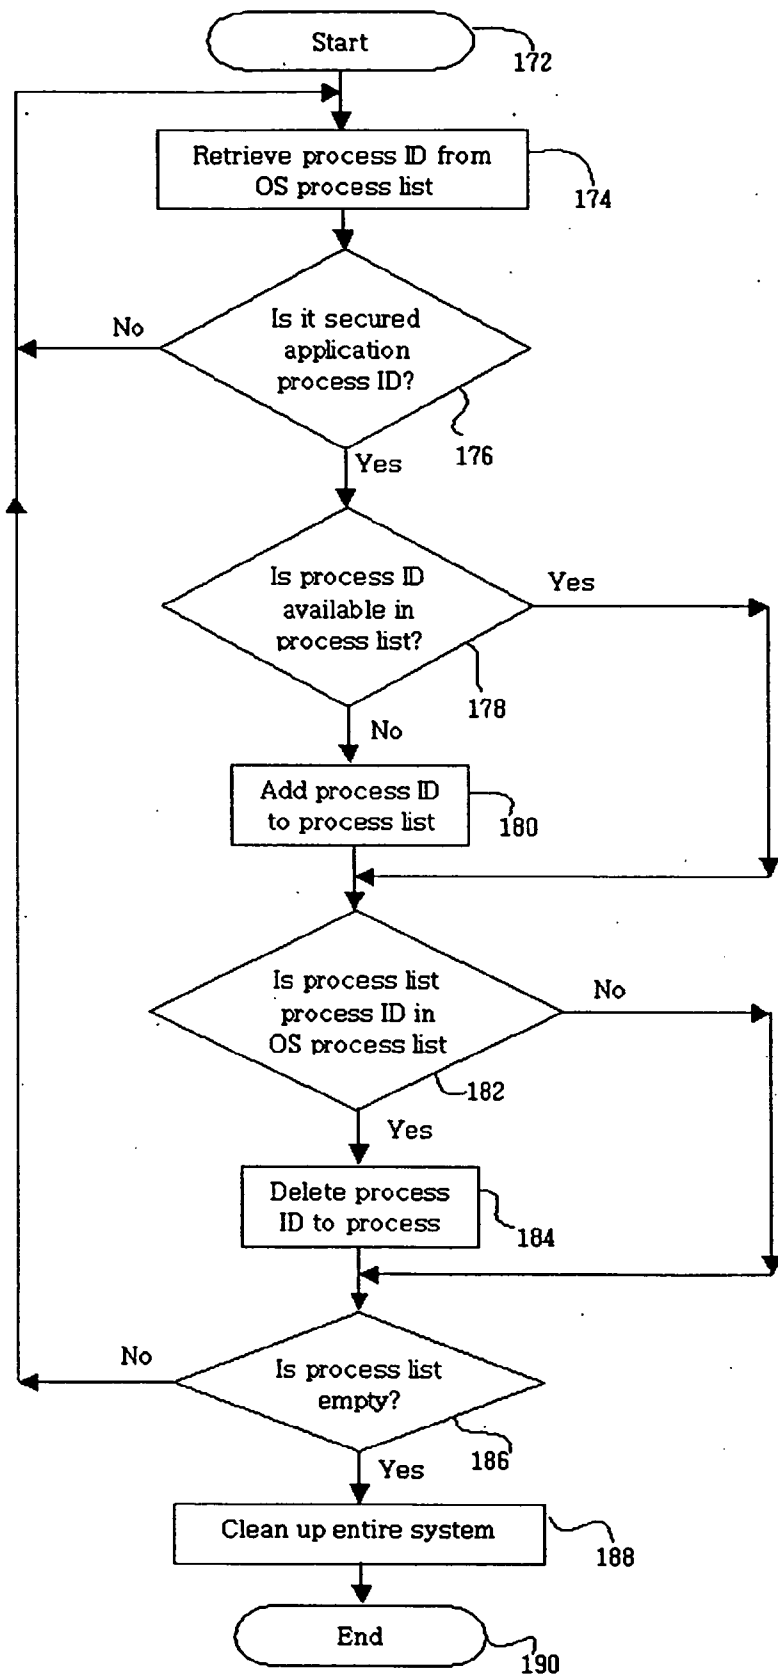 Start
172
Retrieve process ID from
OS process list
174
No
Is it secured
application
process ID?
176
Yes
Is process ID
available in
process list?
Yes
178
No
Add process ID
to process list
180
Is process list
process ID in
OS process list
No
182
Yes
Delete process
ID to process
184
No
Is process list
empty?
186
Yes
Clean up entire system
188
End
190